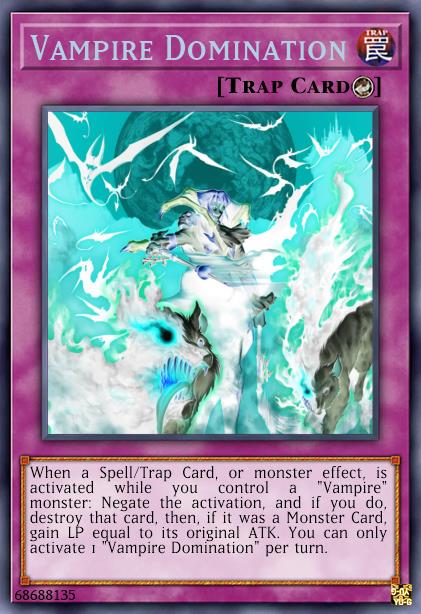 Vampire Domination
TRAP
罠
[Trap Card]
When a Spell/Trap Card, or monster effect, is
activated while you control a "Vampire"
monster: Negate the activation, and if you do,
destroy that card, then, if it was a Monster Card,
gain LP equal to its original ATK. You can only
activate 1 "Vampire Domination" per turn.
68688135